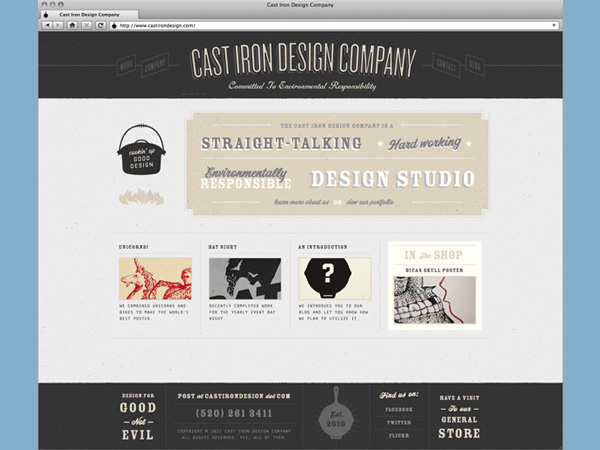 Cast Iron Design Company
Cast Iron Design Company
http://www.castirondesign.com/
WORK
COMPANY
CAST IRON DESIGN COMPANY
Committed To Environmental Responsibility
CONTACT
BLOG
cookin' up
GOOD
DESIGN
THE CAST IRON DESIGN COMPANY IS A
STRAIGHT-TALKING
Hard working
Environmentally
RESPONSIBLE
DESIGN STUDIO
learn more about us OR view our portfolio
UNICORNS!
WE COMBINED UNICORNS AND
BIKES TO MAKE THE WORLD'S
BEST POSTER.
BAT NIGHT
RECENTLY COMPLETED WORK
FOR THE YEARLY EVENT BAT
NIGHT.
AN INTRODUCTION
?
WE INTRODUCE YOU TO OUR
BLOG AND LET YOU KNOW HOW
WE PLAN TO UTILIZE IT.
IN The SHOP
BICAS SKULL POSTER
DESIGN FOR
GOOD
Not
EVIL
POST at CASTIRONDESIGN dot COM
(520) 261 3411
COPYRIGHT © 2011 CAST IRON DESIGN COMPANY
ALL RIGHTS RESERVED. YES, ALL OF THEM.
Est.
2010
Find us on:
FACEBOOK
TWITTER
FLICKR
HAVE A VISIT
To our
GENERAL
STORE